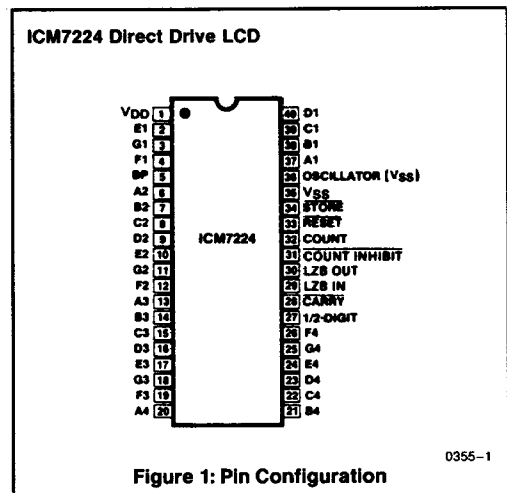 ICM7224 Direct Drive LCD
VDD 1
E1 2
G1 3
F1 4
BP 5
A2 6
B2 7
C2 8
D2 9
E2 10
G2 11
F2 12
A3 13
B3 14
C3 15
D3 16
E3 17
G3 18
F3 19
A4 20
ICM7224
40 D1
39 C1
38 B1
37 A1
36 OSCILLATOR (VSS)
35 VSS
34 STORE
33 RESET
32 COUNT
31 COUNT INHIBIT
30 LZB OUT
29 LZB IN
28 CARRY
27 1/2-DIGIT
26 F4
25 G4
24 E4
23 D4
22 C4
21 B4
0355-1
Figure 1: Pin Configuration